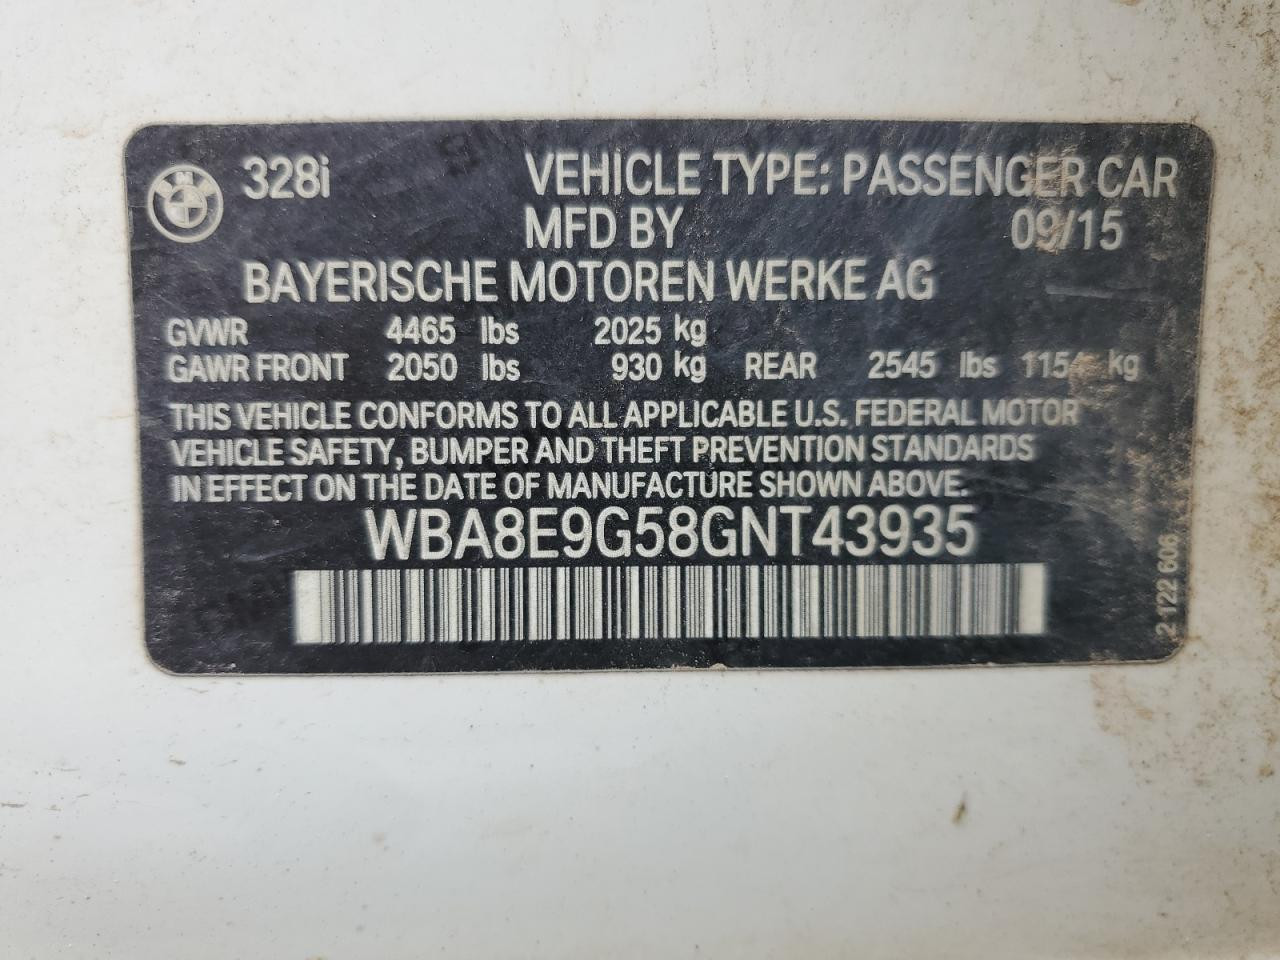 328i VEHICLE TYPE: PASSENGER CAR
MFD BY 09/15
BAYERISCHE MOTOREN WERKE AG
GVWR 4465 lbs 2025 kg
GAWR FRONT 2050 lbs 930 kg REAR 2545 lbs kg
THIS VEHICLE CONFORMS TO ALL APPLICABLE U.S. FEDERAL MOTOR
VEHICLE SAFETY, BUMPER AND THEFT PREVENTION STANDARDS
IN EFFECT ON THE DATE OF MANUFACTURE SHOWN ABOVE.
WBA8E9G58GNT43935
2 122 606